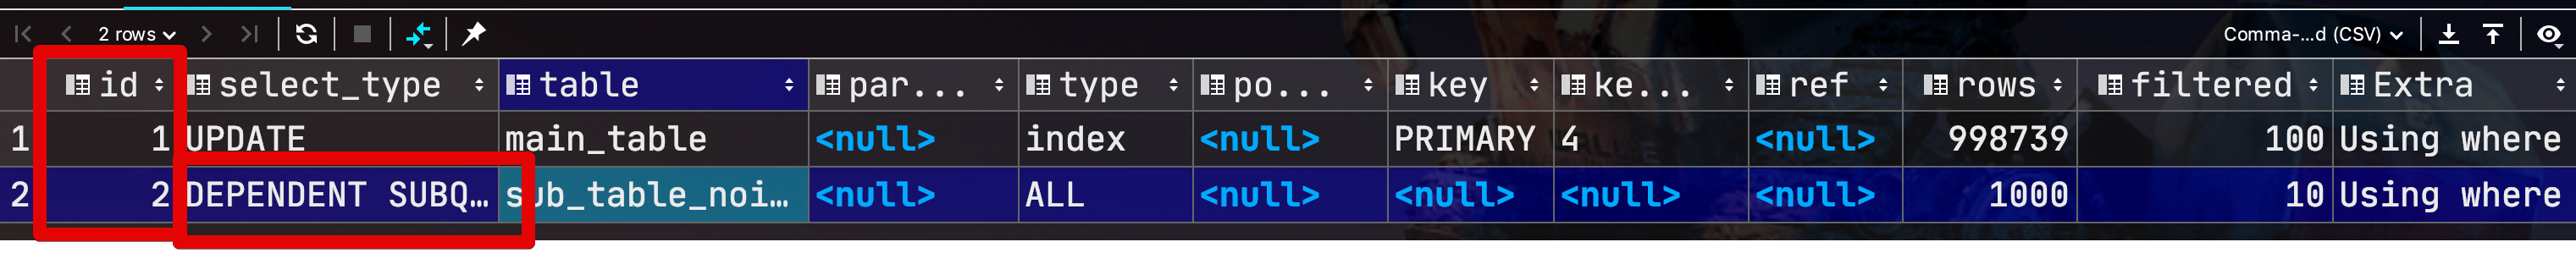 2 rows Comma-...d (CSV)
id select_type table par... type po... key ke... ref rows filtered Extra
1 1 UPDATE main_table <null> index <null> PRIMARY 4 <null> 998739 100 Using where
2 2 DEPENDENT SUBQ... sub_table_noi... <null> ALL <null> <null> <null> <null> 1000 10 Using where